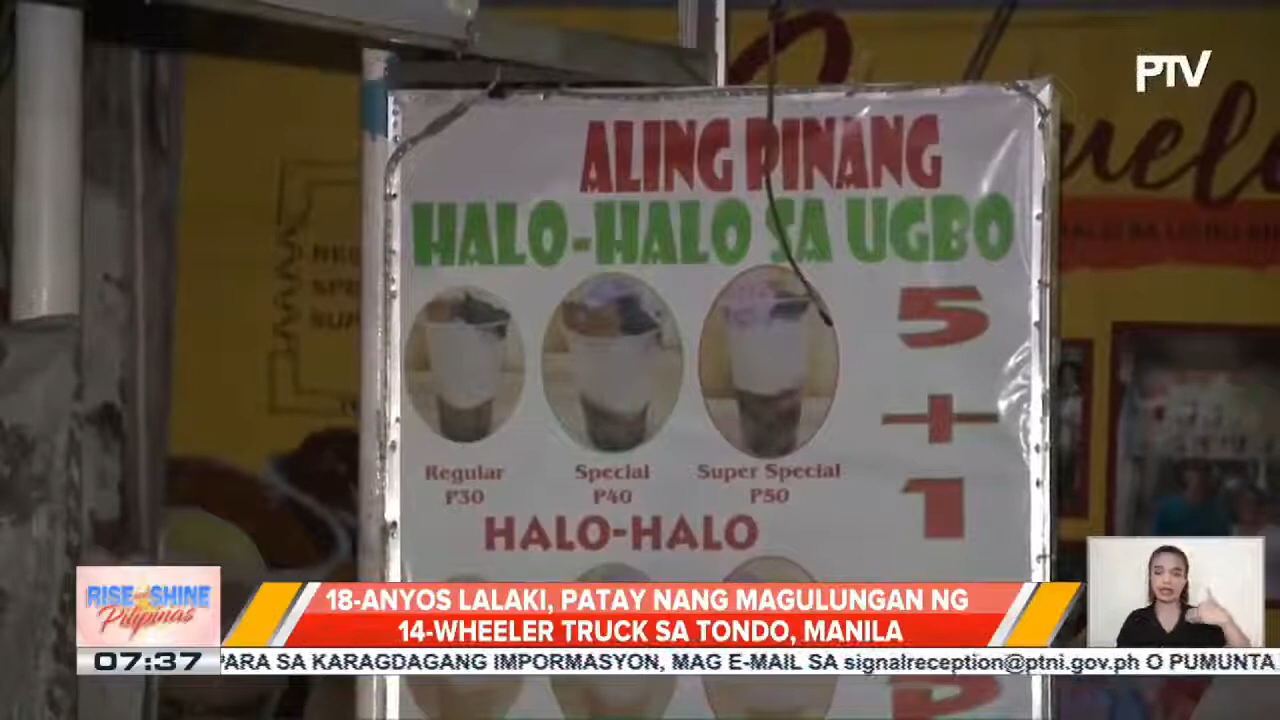 PTV
ALING PINANG
HALO-HALO SA UGBO
5
+
1
Regular
P30
Special
P40
Super Special
P50
HALO-HALO
RISE SHINE
Pilipinas
18-ANYOS LALAKI, PATAY NANG MAGULUNGAN NG
14-WHEELER TRUCK SA TONDO, MANILA
07:37
PARA SA KARAGDAGANG IMPORMASYON, MAG E-MAIL SA signalreception@ptni.gov.ph O PUMUNTA